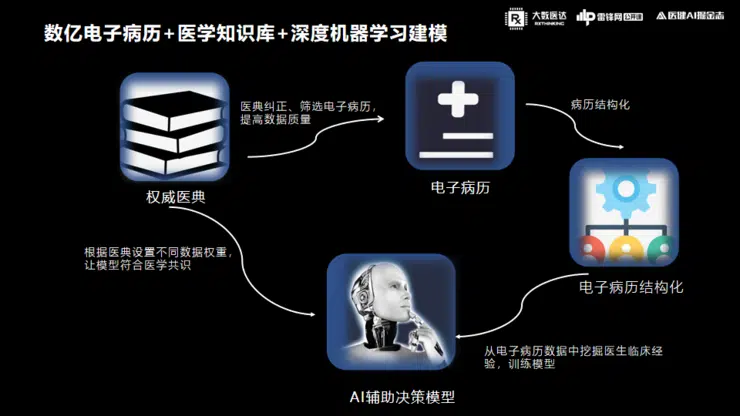 数亿电子病历+医学知识库+深度机器学习建模
大数医达
RETHINKING
雷锋网
公开课
医健AI掘金志
医典纠正、筛选电子病历,
提高数据质量
病历结构化
权威医典
电子病历
根据医典设置不同数据权重,
让模型符合医学共识
电子病历结构化
从电子病历数据中挖掘医生临床经
验，训练模型
AI辅助决策模型